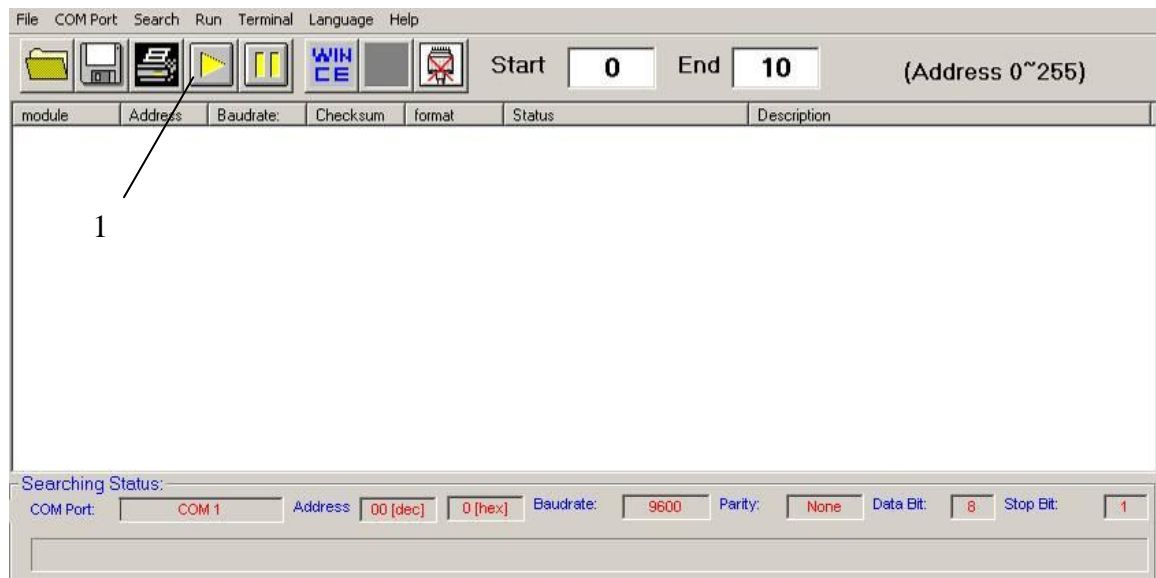 File COM Port Search Run Terminal Language Help
WIN CE Start 0 End 10 (Address 0~255)
module Address Baudrate: Checksum format Status Description
1
Searching Status:
COM Port: COM 1 Address 00 [dec] 0 [hex] Baudrate: 9600 Parity: None Data Bit: 8 Stop Bit: 1